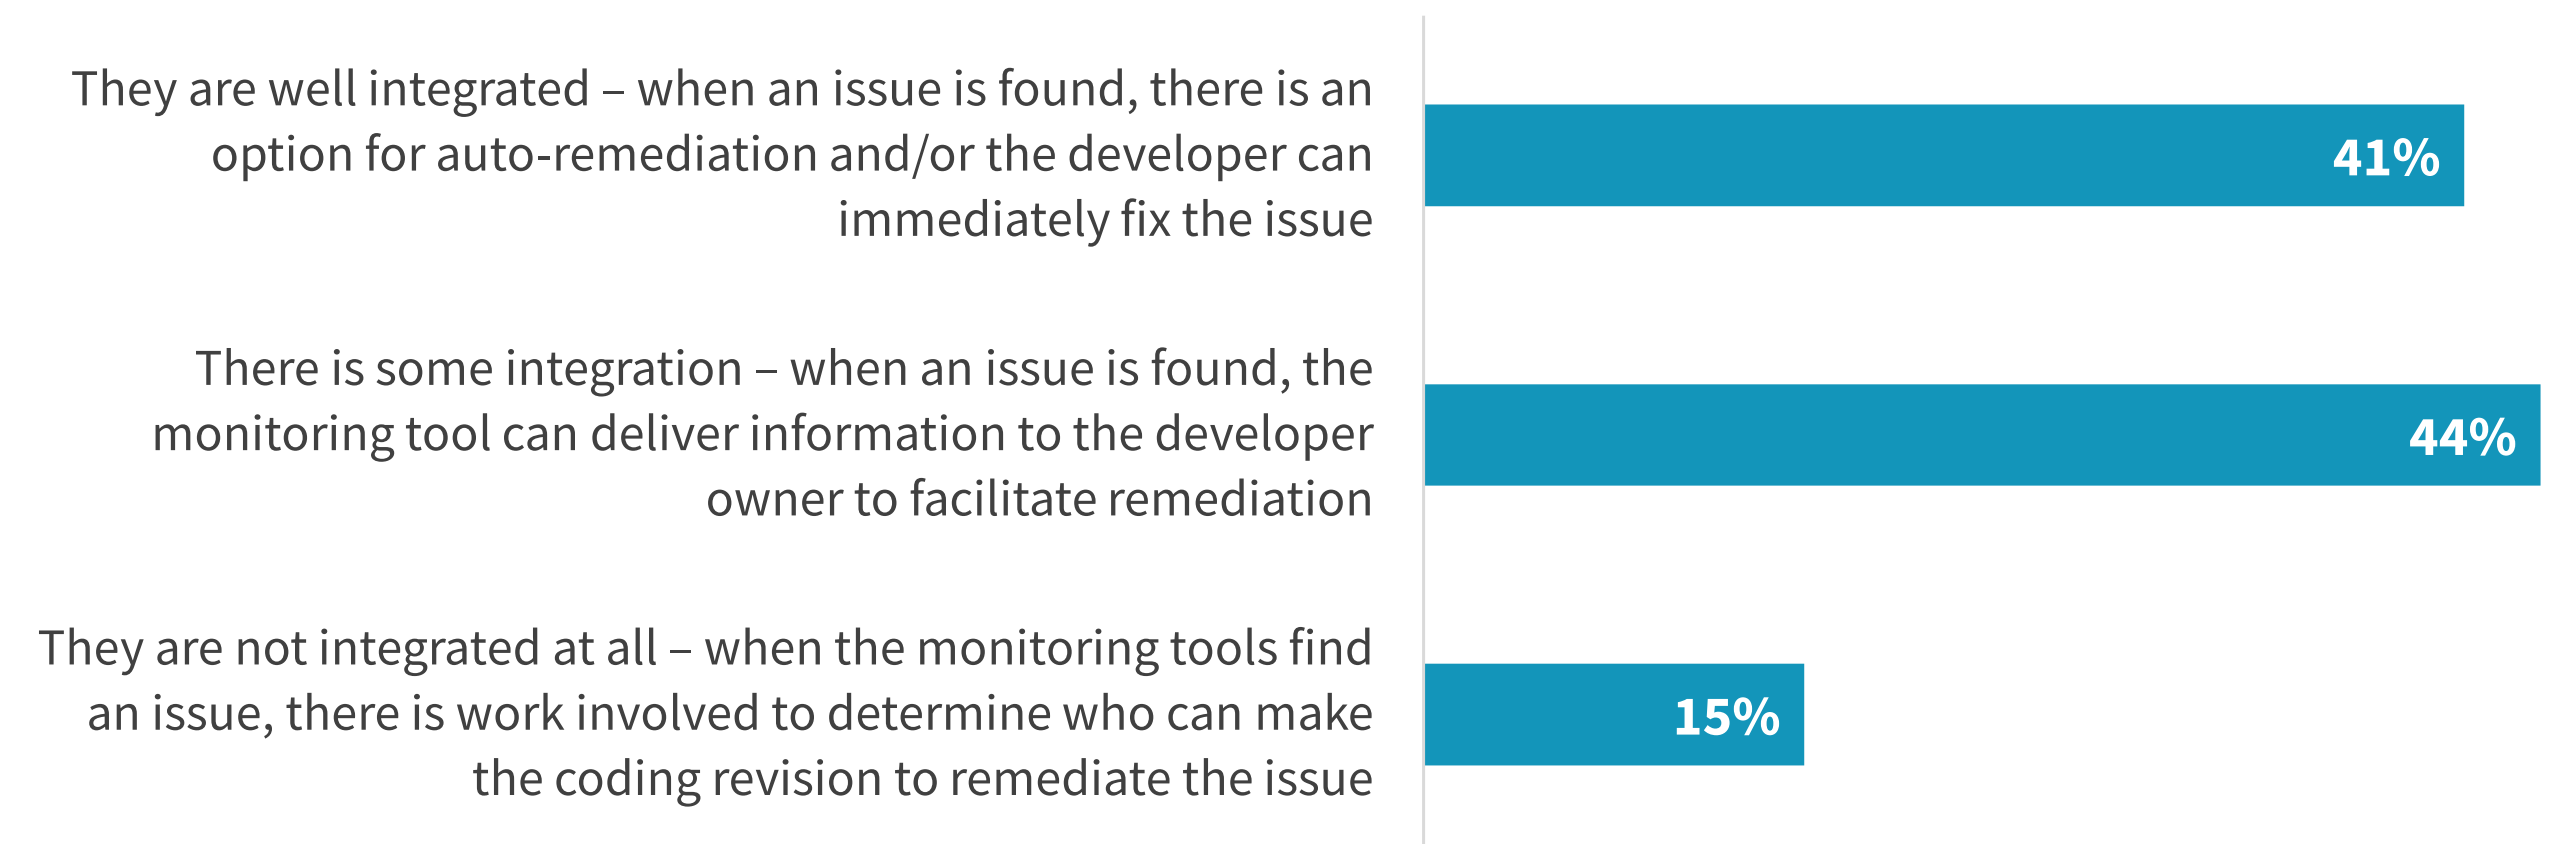 They are well integrated – when an issue is found, there is an
option for auto-remediation and/or the developer can
immediately fix the issue
41%
There is some integration – when an issue is found, the
monitoring tool can deliver information to the developer
owner to facilitate remediation
44%
They are not integrated at all – when the monitoring tools find
an issue, there is work involved to determine who can make
the coding revision to remediate the issue
15%